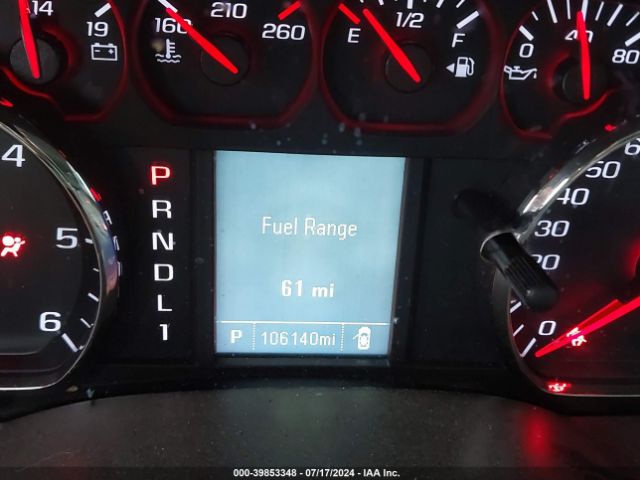 14 19
160 210 260
E 1/2 F
0 40 80
4
5
6
P
R
N
D
L
1
Fuel Range
61 mi
P 106140mi
60
50
40
30
20
0
000-39853348 - 07/17/2024 - IAA Inc.